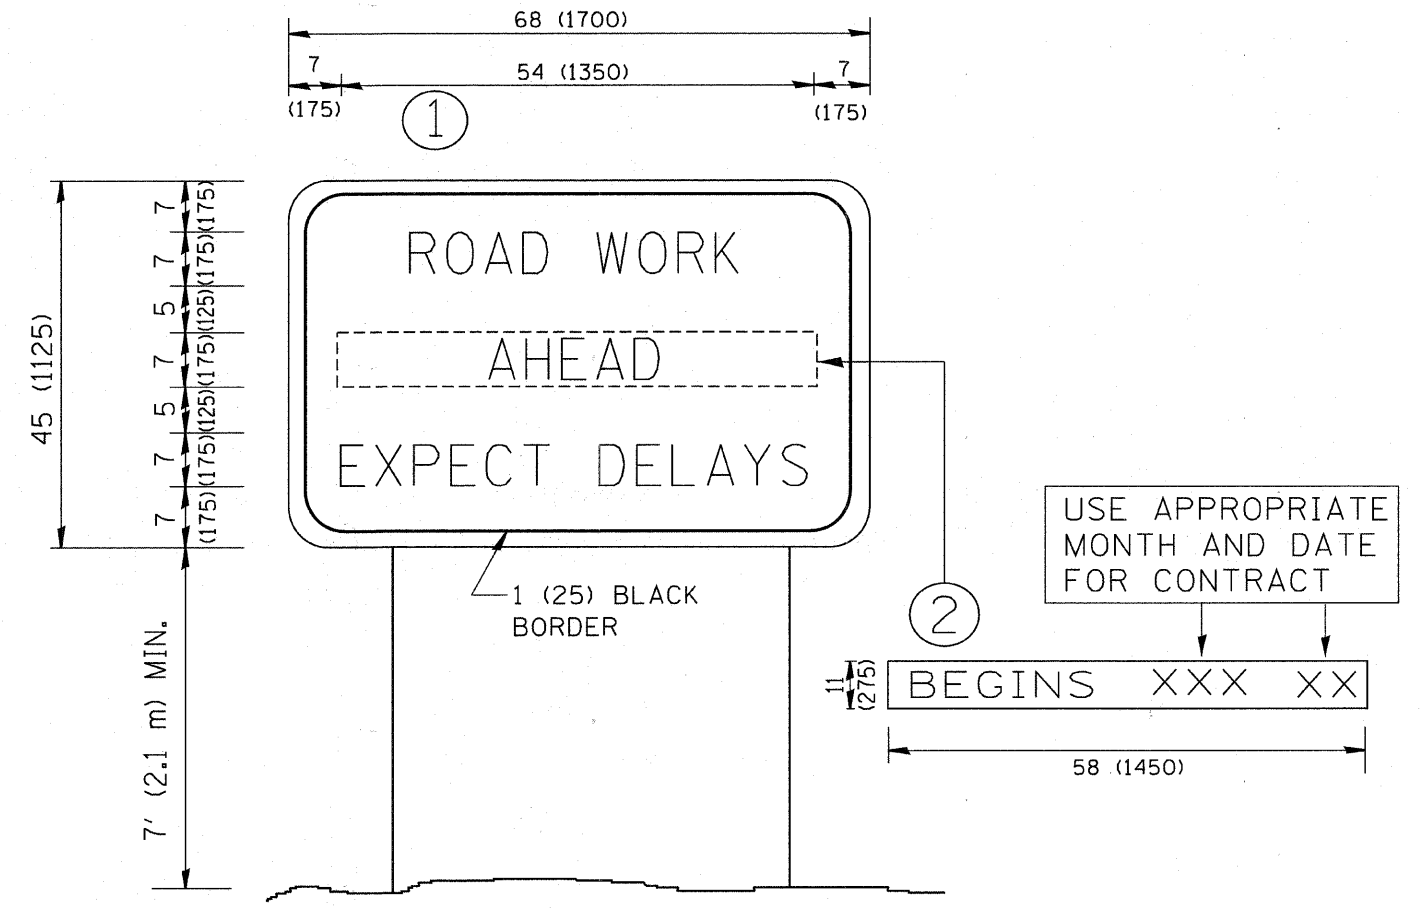 68 (1700)
7
54 (1350)
7
(175)
(175)
1
7
(175)
7
(175)
5
(125)
7
(175)
5
(125)
7
(175)
7
(175)
45 (1125)
ROAD WORK
AHEAD
EXPECT DELAYS
1 (25) BLACK
BORDER
7' (2.1 m) MIN.
2
USE APPROPRIATE
MONTH AND DATE
FOR CONTRACT
11
(275)
BEGINS XXX XX
58 (1450)